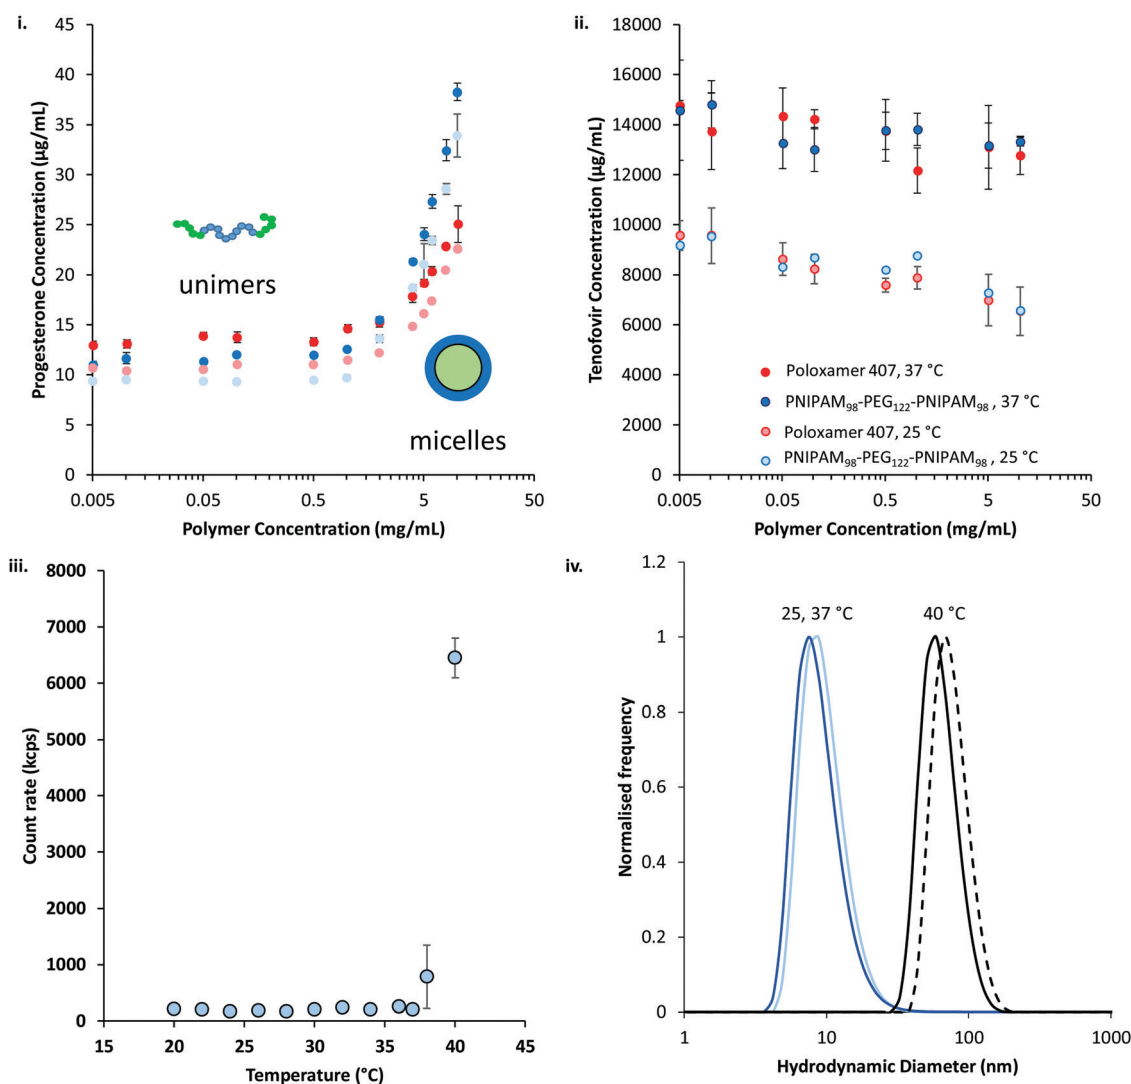 i.
45
40
35
30
25
20
15
10
5
0
Progesterone Concentration (µg/mL)
unimers
micelles
0.005
0.05
0.5
5
50
Polymer Concentration (mg/mL)
ii.
18000
16000
14000
12000
10000
8000
6000
4000
2000
0
Tenofovir Concentration (µg/mL)
Poloxamer 407, 37 °C
PNIPAM98-PEG122-PNIPAM98 , 37 °C
Poloxamer 407, 25 °C
PNIPAM98-PEG122-PNIPAM98 , 25 °C
0.005
0.05
0.5
5
50
Polymer Concentration (mg/mL)
iii.
8000
7000
6000
5000
4000
3000
2000
1000
0
Count rate (kcps)
15
20
25
30
35
40
45
Temperature (°C)
iv.
1.2
1
0.8
0.6
0.4
0.2
0
Normalised frequency
25, 37 °C
40 °C
1
10
100
1000
Hydrodynamic Diameter (nm)